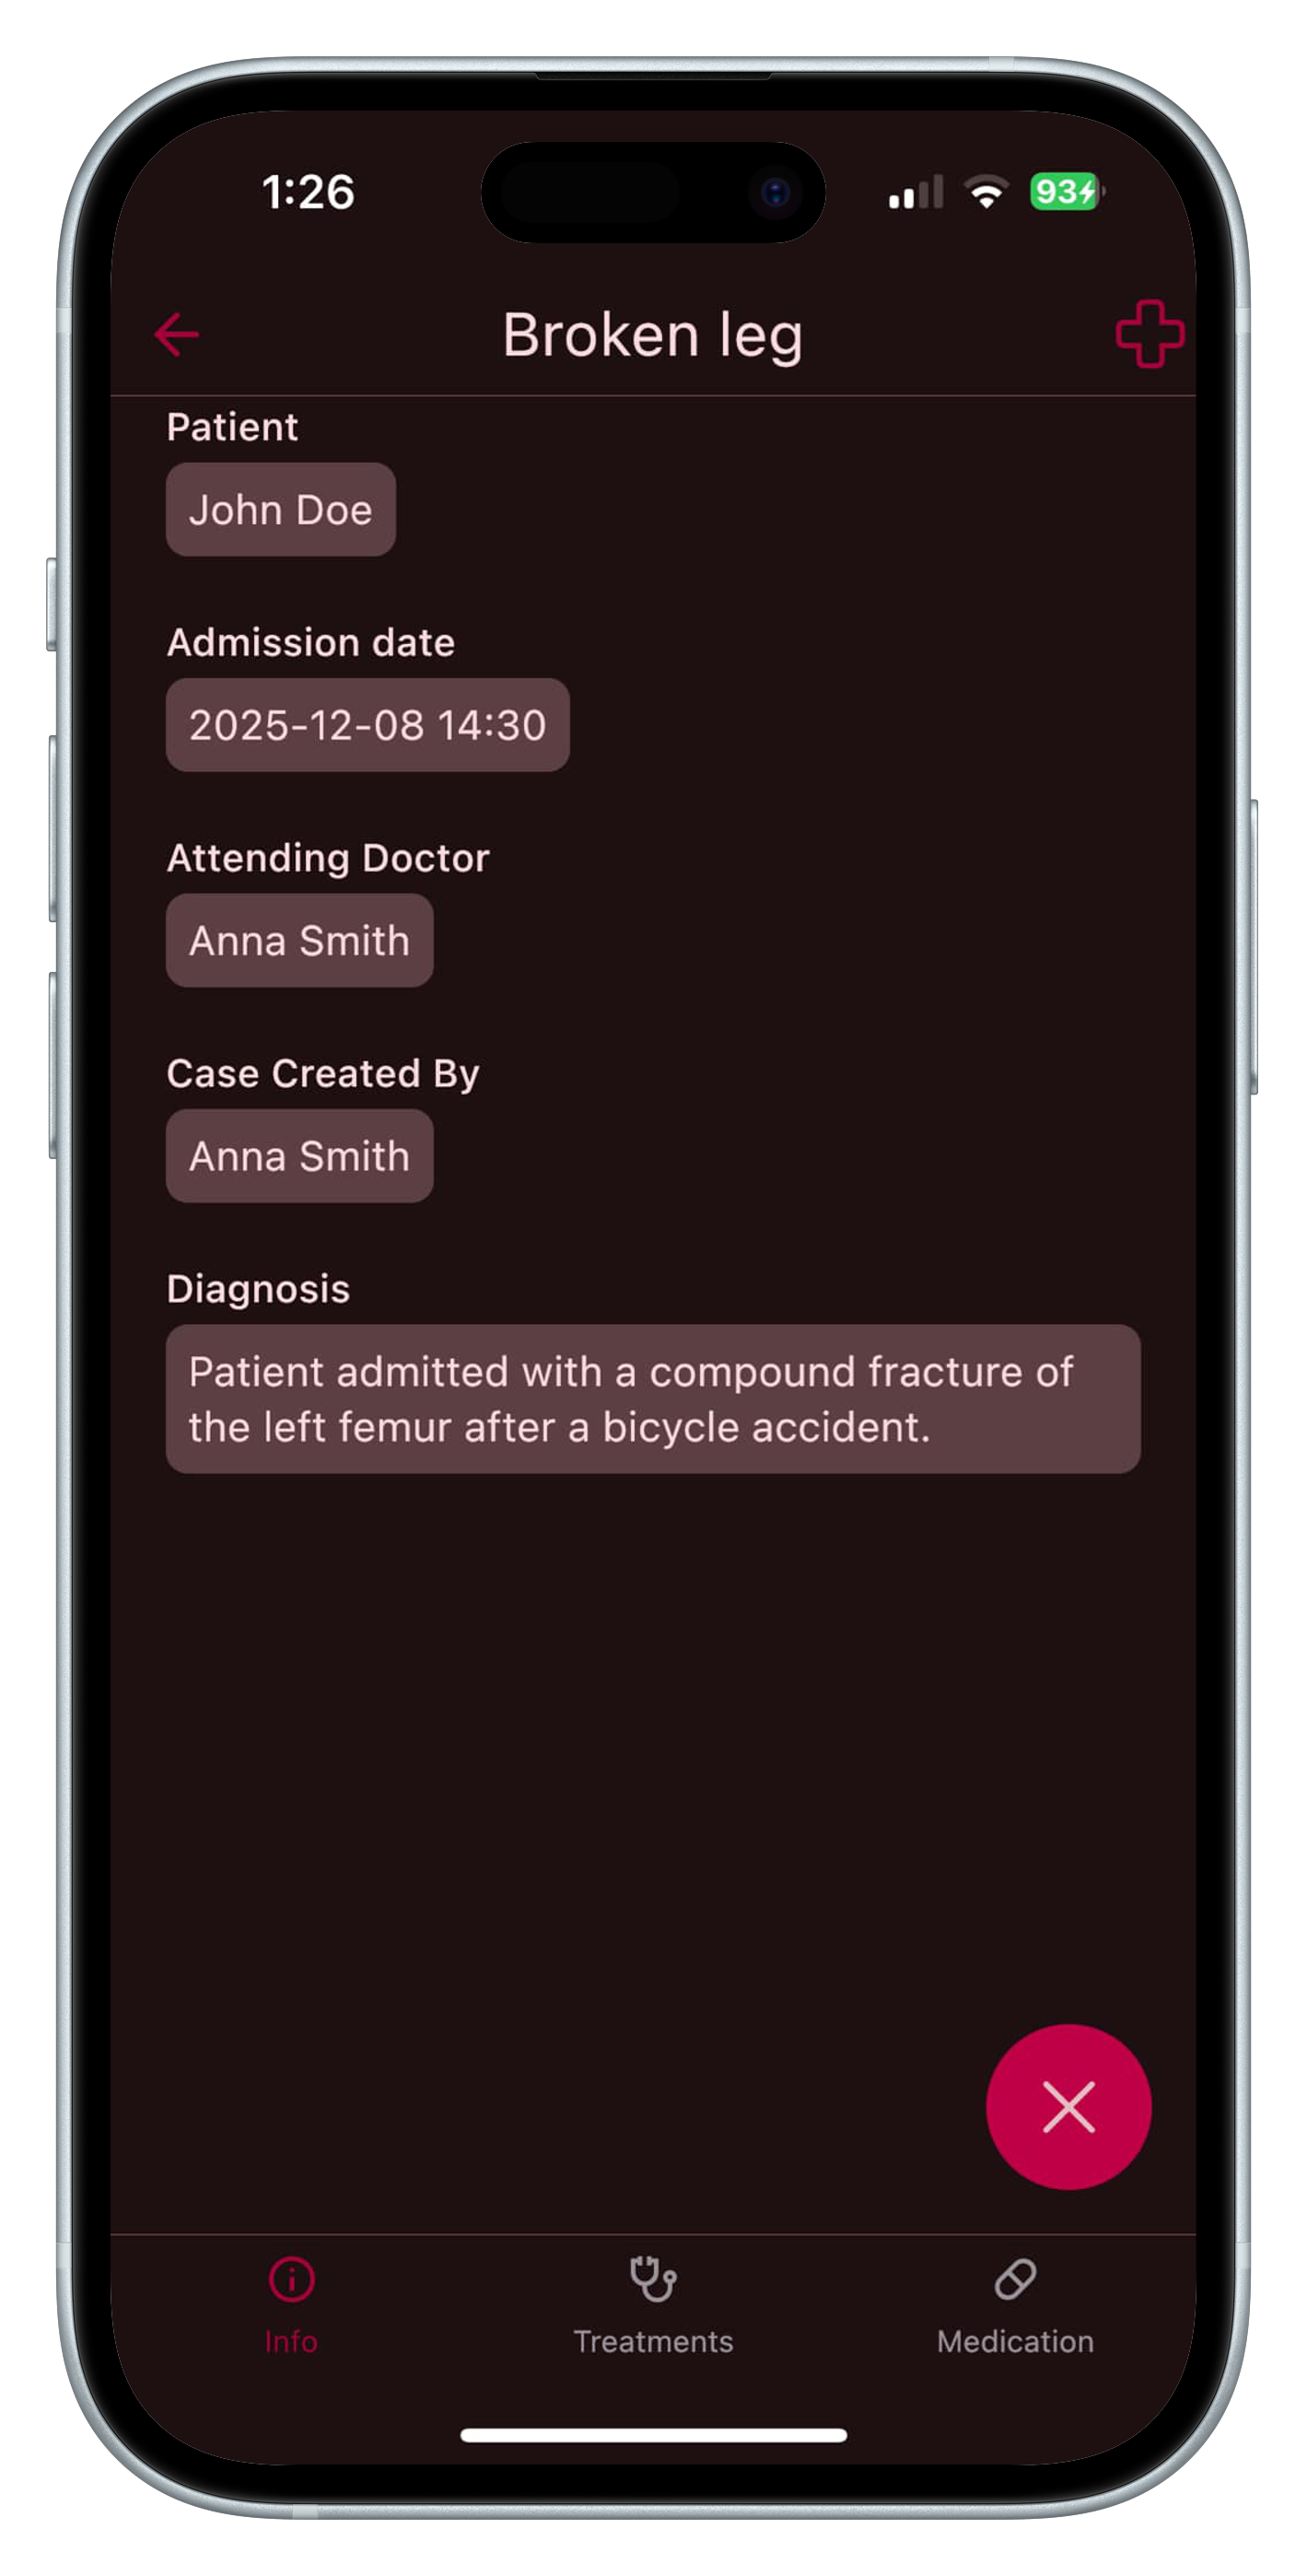 1:26
93
Broken leg
Patient
John Doe
Admission date
2025-12-08 14:30
Attending Doctor
Anna Smith
Case Created By
Anna Smith
Diagnosis
Patient admitted with a compound fracture of
the left femur after a bicycle accident.
Info
Treatments
Medication